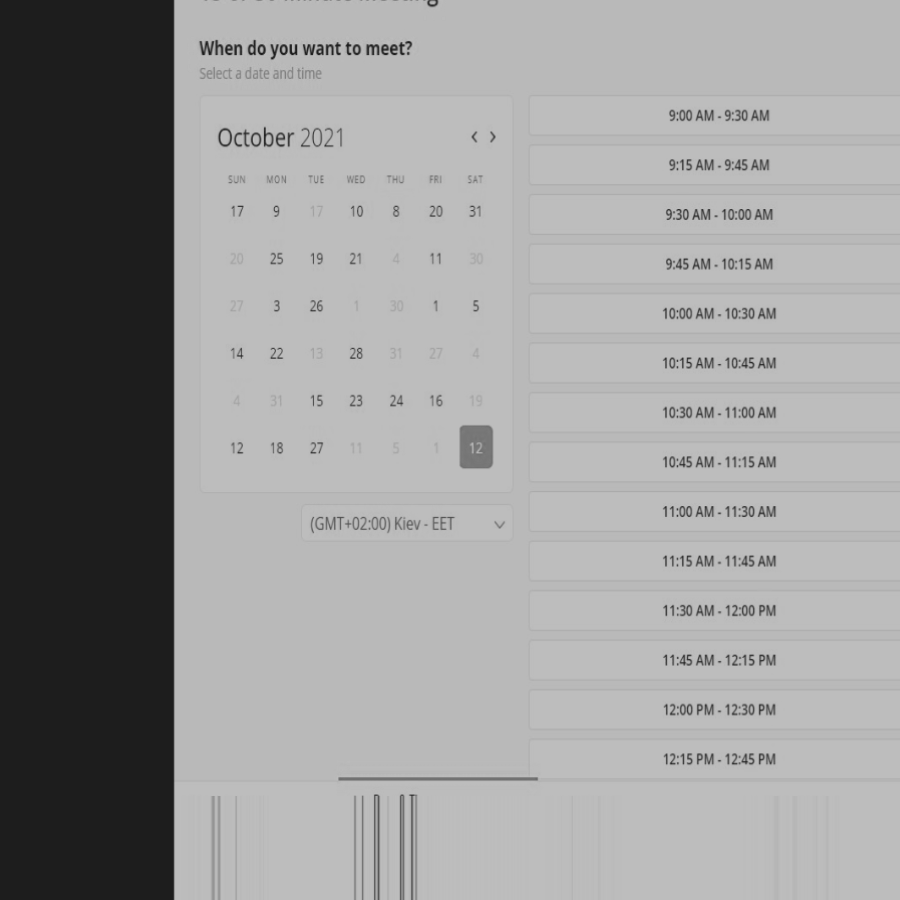 When do you want to meet?
Select a date and time
October 2021
SUN MON TUE WED THU FRI SAT
17 9 17 10 8 20 31
20 25 19 21 4 11 30
27 3 26 1 30 1 5
14 22 13 28 31 27 4
4 31 15 23 24 16 19
12 18 27 11 5 1 12
(GMT+02:00) Kiev - EET
9:00 AM - 9:30 AM
9:15 AM - 9:45 AM
9:30 AM - 10:00 AM
9:45 AM - 10:15 AM
10:00 AM - 10:30 AM
10:15 AM - 10:45 AM
10:30 AM - 11:00 AM
10:45 AM - 11:15 AM
11:00 AM - 11:30 AM
11:15 AM - 11:45 AM
11:30 AM - 12:00 PM
11:45 AM - 12:15 PM
12:00 PM - 12:30 PM
12:15 PM - 12:45 PM